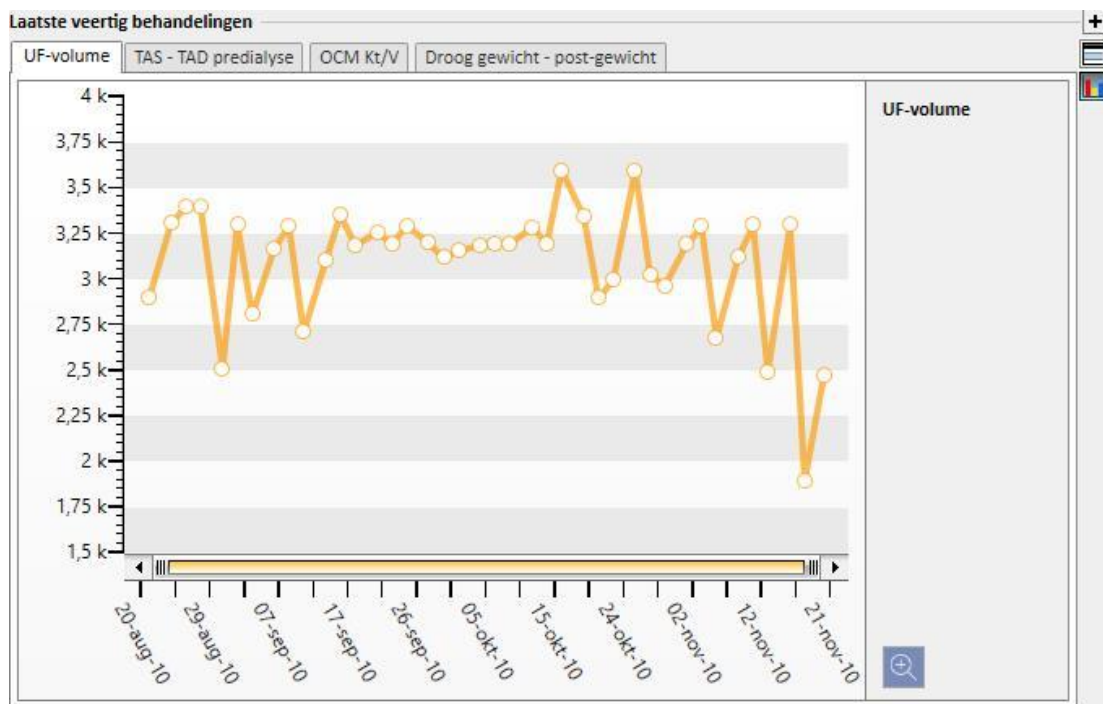 Laatste veertig behandelingen
UF-volume TAS - TAD predialyse OCM Kt/V Droog gewicht - post-gewicht
UF-volume
4 k
3,75 k
3,5 k
3,25 k
3 k
2,75 k
2,5 k
2,25 k
2 k
1,75 k
1,5 k
20-aug-10 29-aug-10 07-sep-10 17-sep-10 26-sep-10 05-okt-10 15-okt-10 24-okt-10 02-nov-10 12-nov-10 21-nov-10